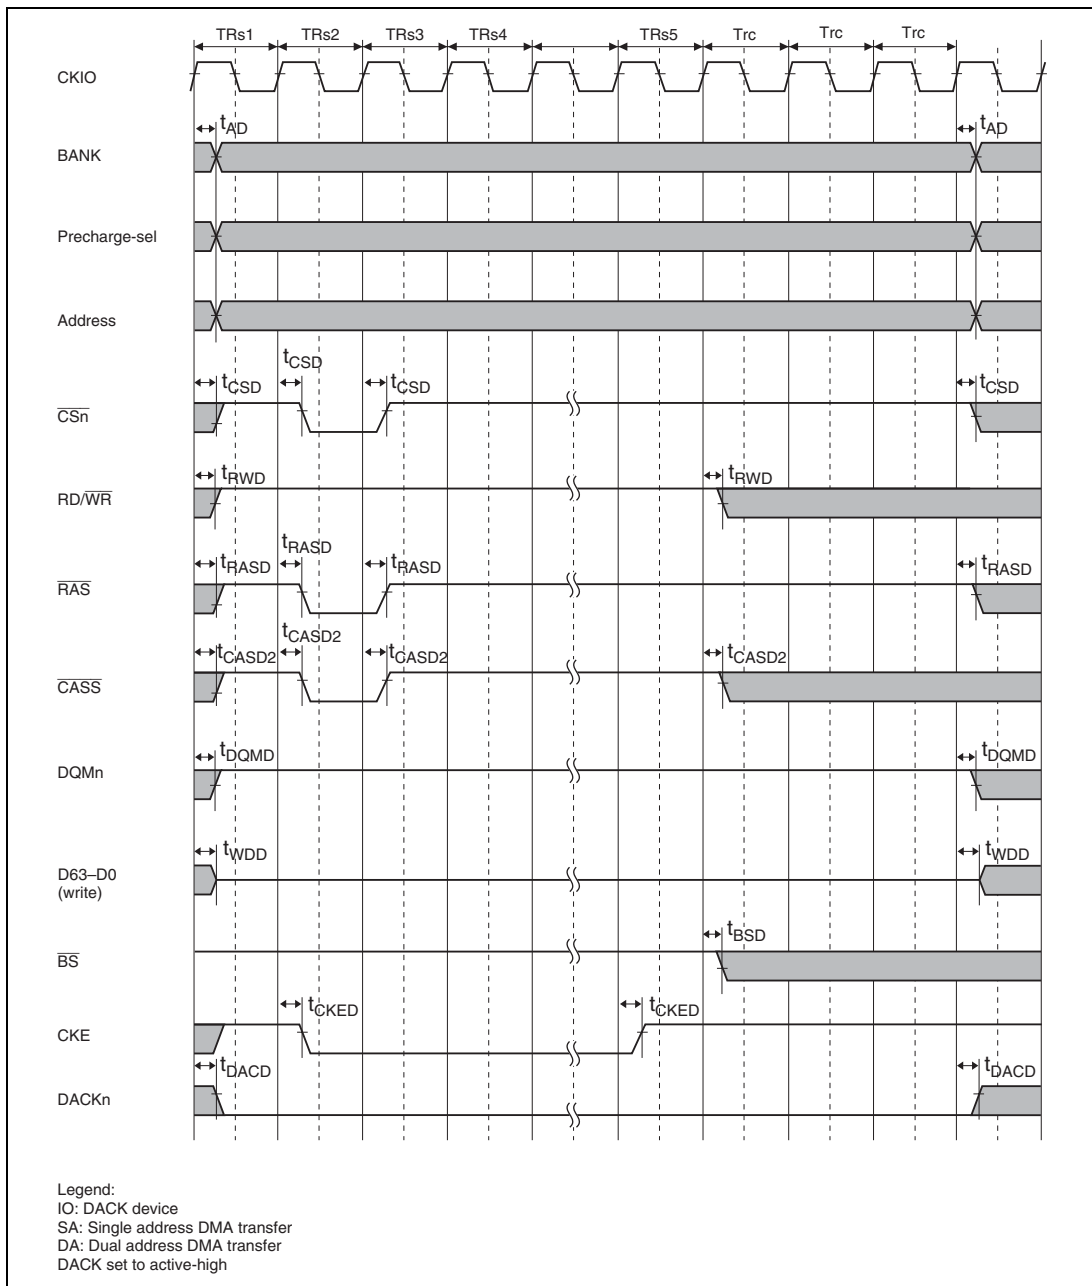 TRs1 TRs2 TRs3 TRs4 TRs5 Trc Trc Trc
CKIO
tAD tAD
BANK
Precharge-sel
Address
tCSD
tCSD tCSD tCSD
CSn
tRWD tRWD
RD/WR
tRASD
tRASD tRASD tRASD
RAS
tCASD2
tCASD2 tCASD2 tCASD2
CASS
tDQMD tDQMD
DQMn
tWDD tWDD
D63–D0
(write)
tBSD
BS
tCKED tCKED
CKE
tDACD tDACD
DACKn
Legend:
IO: DACK device
SA: Single address DMA transfer
DA: Dual address DMA transfer
DACK set to active-high